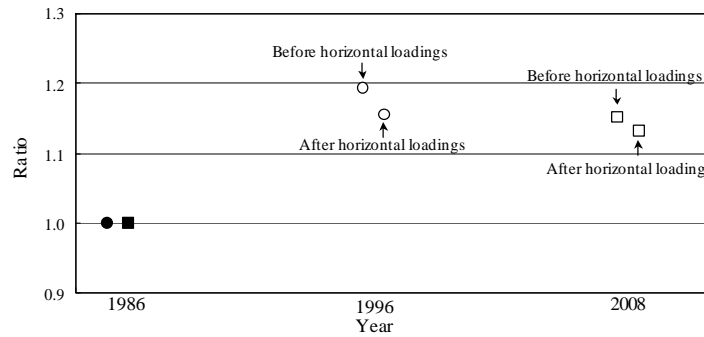 1.3
Before horizontal loadings
1.2
Before horizontal loadings
After horizontal loadings
1.1
After horizontal loading
Ratio
1.0
0.9
1986
1996
2008
Year